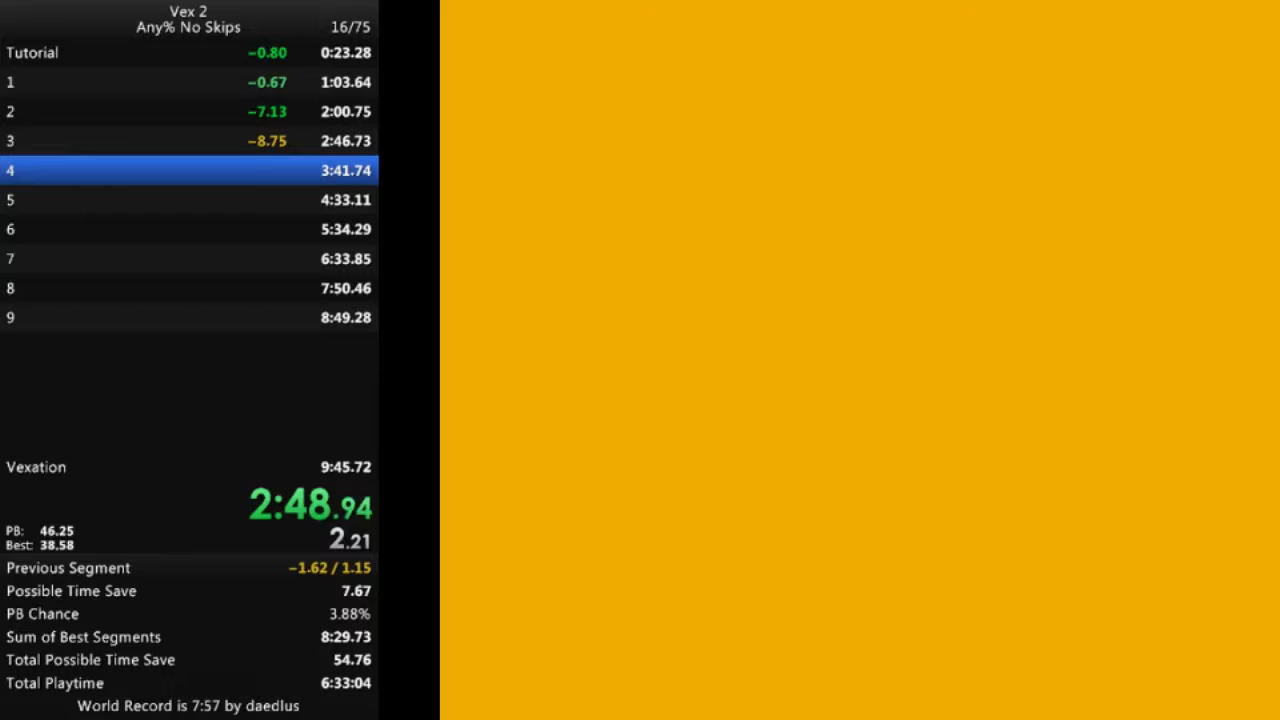 Vex 2
Any% No Skips 16/75
Tutorial −0.80 0:23.28
1 −0.67 1:03.64
2 −7.13 2:00.75
3 −8.75 2:46.73
4 3:41.74
5 4:33.11
6 5:34.29
7 6:33.85
8 7:50.46
9 8:49.28
Vexation 9:45.72
2:48.94
PB: 46.25
Best: 38.58
2.21
Previous Segment −1.62 / 1.15
Possible Time Save 7.67
PB Chance 3.88%
Sum of Best Segments 8:29.73
Total Possible Time Save 54.76
Total Playtime 6:33:04
World Record is 7:57 by daedlus